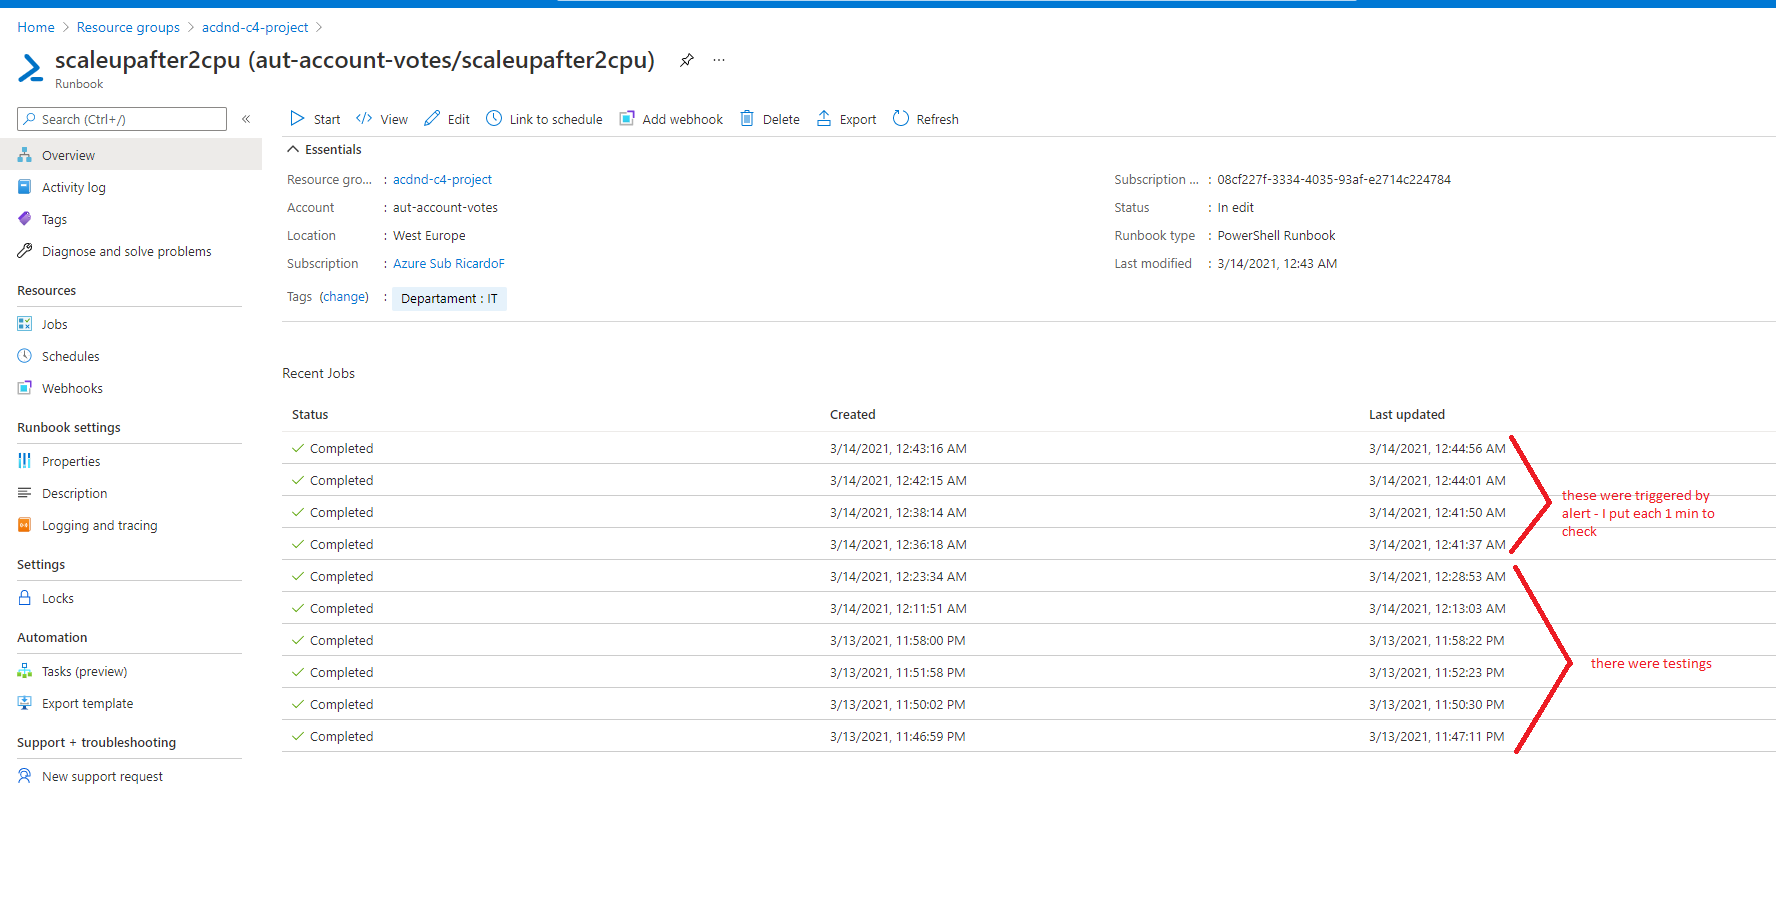 Home > Resource groups > acdnd-c4-project >
scaleupafter2cpu (aut-account-votes/scaleupafter2cpu) ...
Runbook
Search (Ctrl+/) «
Start View Edit Link to schedule Add webhook Delete Export Refresh
Overview
Activity log
Tags
Diagnose and solve problems
Resources
Jobs
Schedules
Webhooks
Runbook settings
Properties
Description
Logging and tracing
Settings
Locks
Automation
Tasks (preview)
Export template
Support + troubleshooting
New support request
Essentials
Resource gro... : acdnd-c4-project
Account : aut-account-votes
Location : West Europe
Subscription : Azure Sub RicardoF
Tags (change) : Departament : IT
Subscription ... : 08cf227f-3334-4035-93af-e2714c224784
Status : In edit
Runbook type : PowerShell Runbook
Last modified : 3/14/2021, 12:43 AM
Recent Jobs
Status Created Last updated
Completed 3/14/2021, 12:43:16 AM 3/14/2021, 12:44:56 AM
Completed 3/14/2021, 12:42:15 AM 3/14/2021, 12:44:01 AM
Completed 3/14/2021, 12:38:14 AM 3/14/2021, 12:41:50 AM
Completed 3/14/2021, 12:36:18 AM 3/14/2021, 12:41:37 AM
Completed 3/14/2021, 12:23:34 AM 3/14/2021, 12:28:53 AM
Completed 3/14/2021, 12:11:51 AM 3/14/2021, 12:13:03 AM
Completed 3/13/2021, 11:58:00 PM 3/13/2021, 11:58:22 PM
Completed 3/13/2021, 11:51:58 PM 3/13/2021, 11:52:23 PM
Completed 3/13/2021, 11:50:02 PM 3/13/2021, 11:50:30 PM
Completed 3/13/2021, 11:46:59 PM 3/13/2021, 11:47:11 PM
these were triggered by
alert - I put each 1 min to
check
there were testings